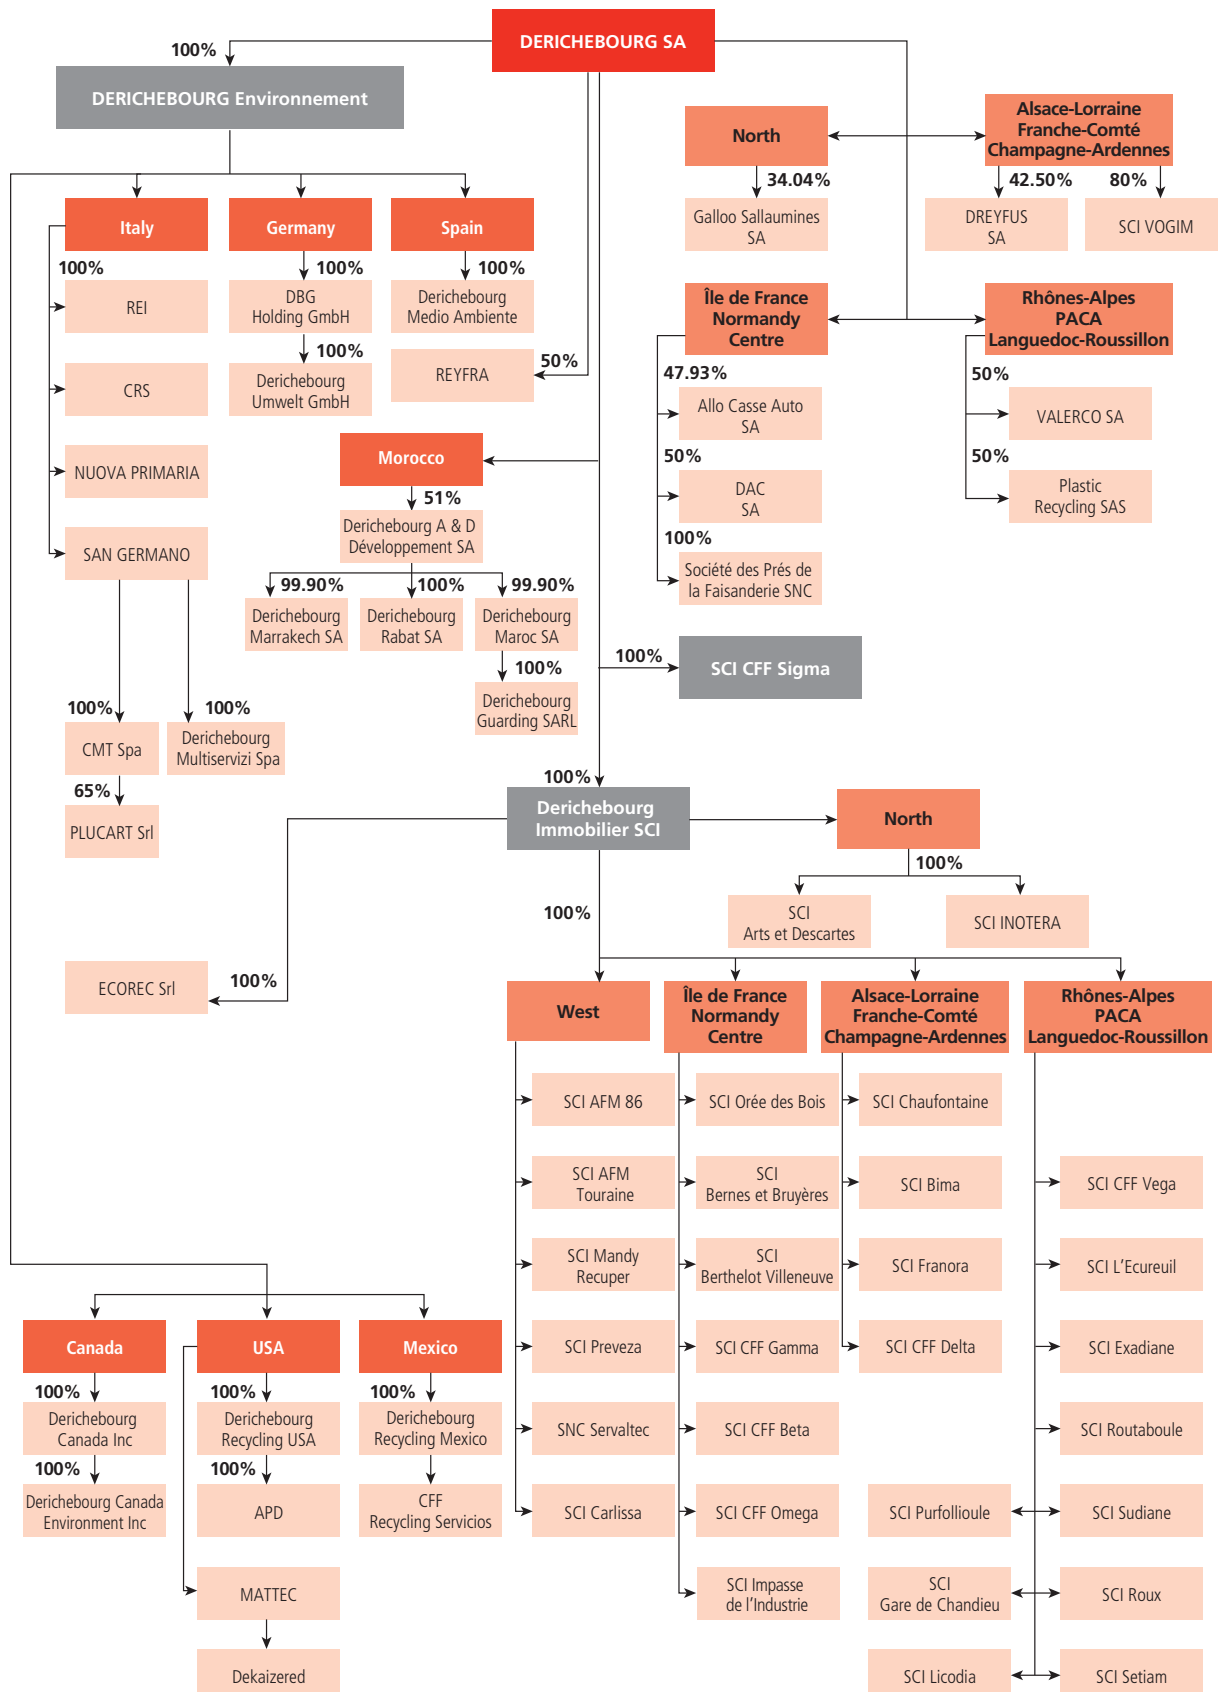 DERICHEBOURG SA
100%
DERICHEBOURG Environnement
North
Alsace-Lorraine
Franche-Comté
Champagne-Ardennes
34.04%
42.50%
80%
Galloo Sallaumines
SA
DREYFUS
SA
SCI VOGIM
Italy
Germany
Spain
100%
100%
100%
REI
DBG
Holding GmbH
Derichebourg
Medio Ambiente
100%
CRS
Derichebourg
Umwelt GmbH
REYFRA
50%
NUOVA PRIMARIA
SAN GERMANO
Île de France
Normandy
Centre
Rhônes-Alpes
PACA
Languedoc-Roussillon
47.93%
Allo Casse Auto
SA
50%
DAC
SA
100%
Société des Prés de
la Faisanderie SNC
50%
VALERCO SA
50%
Plastic
Recycling SAS
Morocco
51%
Derichebourg A & D
Développement SA
99.90%
100%
99.90%
Derichebourg
Marrakech SA
Derichebourg
Rabat SA
Derichebourg
Maroc SA
100%
Derichebourg
Guarding SARL
100%
SCI CFF Sigma
100%
100%
CMT Spa
Derichebourg
Multiservizi Spa
65%
PLUCART Srl
100%
Derichebourg
Immobilier SCI
North
100%
SCI
Arts et Descartes
SCI INOTERA
100%
ECOREC Srl
100%
West
Île de France
Normandy
Centre
Alsace-Lorraine
Franche-Comté
Champagne-Ardennes
Rhônes-Alpes
PACA
Languedoc-Roussillon
SCI AFM 86
SCI AFM
Touraine
SCI Mandy
Recuper
SCI Preveza
SNC Servaltec
SCI Carlissa
SCI Orée des Bois
SCI
Bernes et Bruyères
SCI
Berthelot Villeneuve
SCI CFF Gamma
SCI CFF Beta
SCI CFF Omega
SCI Impasse
de l'Industrie
SCI Chaufontaine
SCI Bima
SCI Franora
SCI CFF Delta
SCI CFF Vega
SCI L'Ecureuil
SCI Exadiane
SCI Routaboule
SCI Purfollioule
SCI Sudiane
SCI
Gare de Chandieu
SCI Roux
SCI Licodia
SCI Setiam
Canada
USA
Mexico
100%
100%
100%
Derichebourg
Canada Inc
Derichebourg
Recycling USA
Derichebourg
Recycling Mexico
100%
100%
Derichebourg Canada
Environment Inc
APD
CFF
Recycling Servicios
MATTEC
Dekaizered